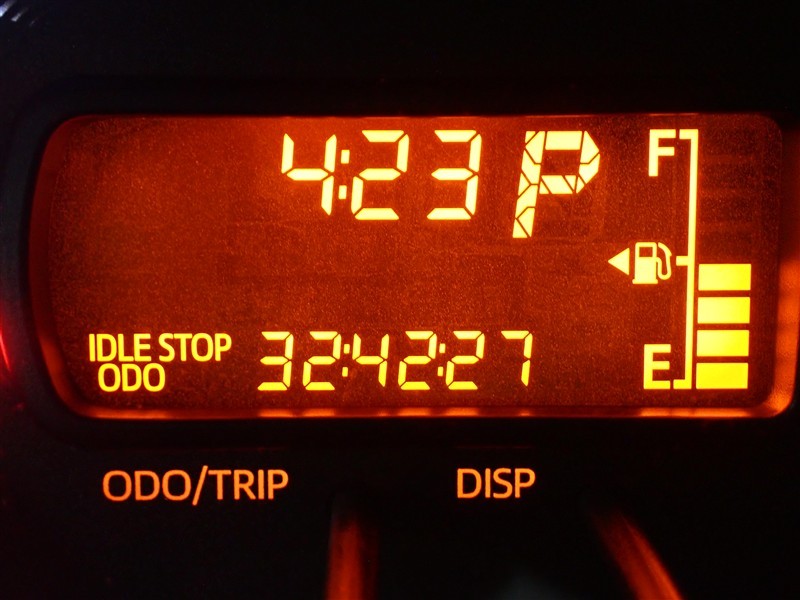 4:23 P F
IDLE STOP
ODO 32:42:27 E
ODO/TRIP DISP